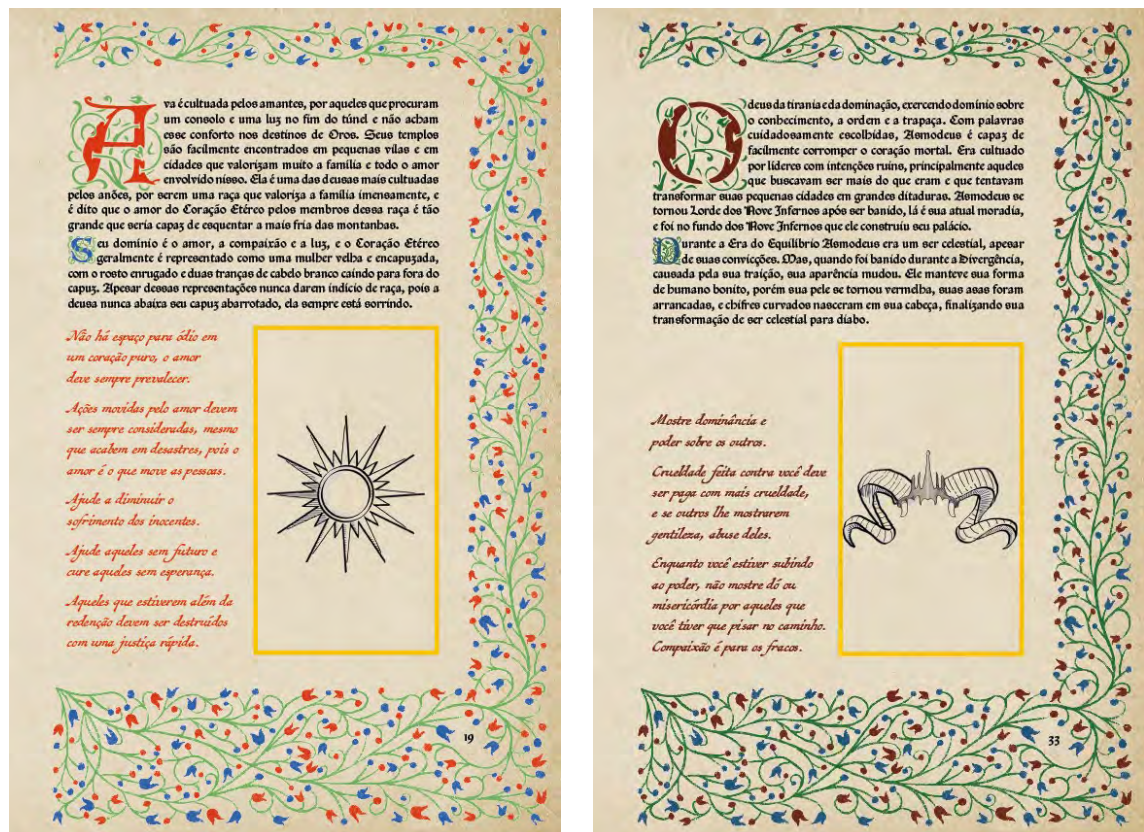 Ava é cultuada pelos amantes, por aqueles que procuram
um consolo e uma luz no fim do túnel e não acham
esse conforto nos destinos de Oros. Seus templos
são facilmente encontrados em pequenas vilas e em
cidades que valorizam muito a família e todo o amor
envolvido nisso. Ela é uma das deusas mais cultuadas
pelos anões, por serem uma raça que valoriza a família imensamente, e
é dito que o amor do Coração Etéreo pelos membros dessa raça é tão
grande que seria capaz de esquentar a mais fria das montanhas.
Seu domínio é o amor, a compaixão e a luz, e o Coração Etéreo
geralmente é representado como uma mulher velha e encapuzada,
com o rosto enrugado e duas tranças de cabelo branco caindo para fora do
capuz. Apesar dessas representações nunca darem indício de raça, pois a
deusa nunca abaixa seu capuz abarrotado, ela sempre está sorrindo.
Não há espaço para ódio em
um coração puro, o amor
deve sempre prevalecer.
Ações movidas pelo amor devem
ser sempre consideradas, mesmo
que acabem em desastres, pois o
amor é o que move as pessoas.
Ajude a diminuir o
sofrimento dos inocentes.
Ajude aqueles sem futuro e
cure aqueles sem esperança.
Aqueles que estiverem além da
redenção devem ser destruídos
com uma justiça rápida.
19
O deus da tirania e da dominação, exercendo domínio sobre
o conhecimento, a ordem e a trapaça. Com palavras
cuidadosamente escolhidas, Asmodeus é capaz de
facilmente corromper o coração mortal. Era cultuado
por líderes com intenções ruins, principalmente aqueles
que buscavam ser mais do que eram e que tentavam
transformar suas pequenas cidades em grandes ditaduras. Asmodeus se
tornou Lorde dos Nove Infernos após ser banido, lá é sua atual moradia,
e foi no fundo dos Nove Infernos que ele construiu seu palácio.
Durante a Era do Equilíbrio Asmodeus era um ser celestial, apesar
de suas convicções. Mas, quando foi banido durante a Divergência,
causada pela sua traição, sua aparência mudou. Ele manteve sua forma
de humano bonito, porém sua pele se tornou vermelha, suas asas foram
arrancadas, e chifres curvados nasceram em sua cabeça, finalizando sua
transformação de ser celestial para diabo.
Mostre dominância e
poder sobre os outros.
Crueldade feita contra você deve
ser paga com mais crueldade,
e se outros lhe mostrarem
gentileza, abuse deles.
Enquanto você estiver subindo
ao poder, não mostre dó ou
misericórdia por aqueles que
você tiver que pisar no caminho.
Compaixão é para os fracos.
33